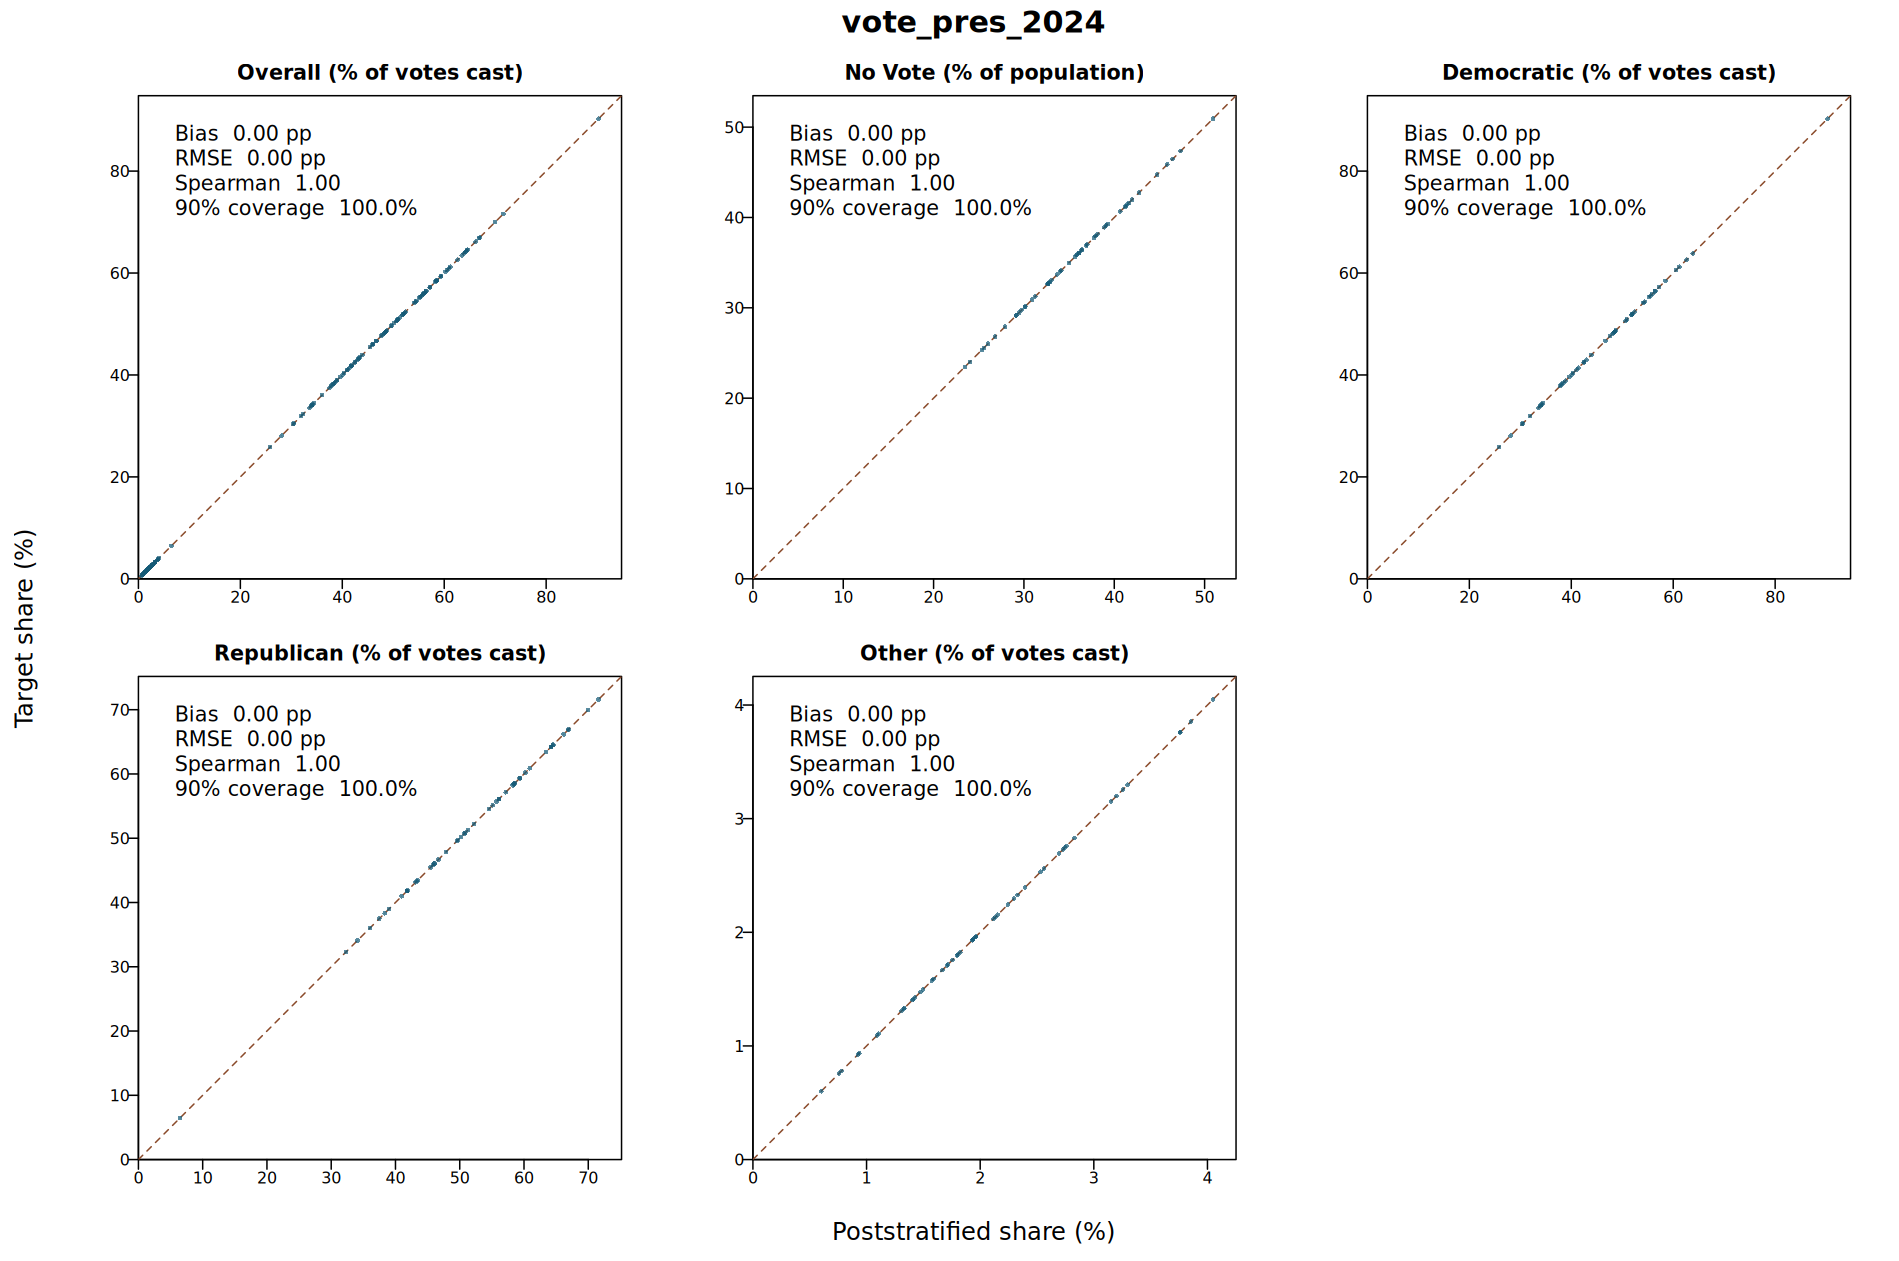 vote_pres_2024
Overall (% of votes cast)
Bias 0.00 pp
RMSE 0.00 pp
Spearman 1.00
90% coverage 100.0%
80
60
40
20
0
0 20 40 60 80
No Vote (% of population)
Bias 0.00 pp
RMSE 0.00 pp
Spearman 1.00
90% coverage 100.0%
50
40
30
20
10
0
0 10 20 30 40 50
Democratic (% of votes cast)
Bias 0.00 pp
RMSE 0.00 pp
Spearman 1.00
90% coverage 100.0%
80
60
40
20
0
0 20 40 60 80
Target share (%)
Republican (% of votes cast)
Bias 0.00 pp
RMSE 0.00 pp
Spearman 1.00
90% coverage 100.0%
70
60
50
40
30
20
10
0
0 10 20 30 40 50 60 70
Other (% of votes cast)
Bias 0.00 pp
RMSE 0.00 pp
Spearman 1.00
90% coverage 100.0%
4
3
2
1
0
0 1 2 3 4
Poststratified share (%)